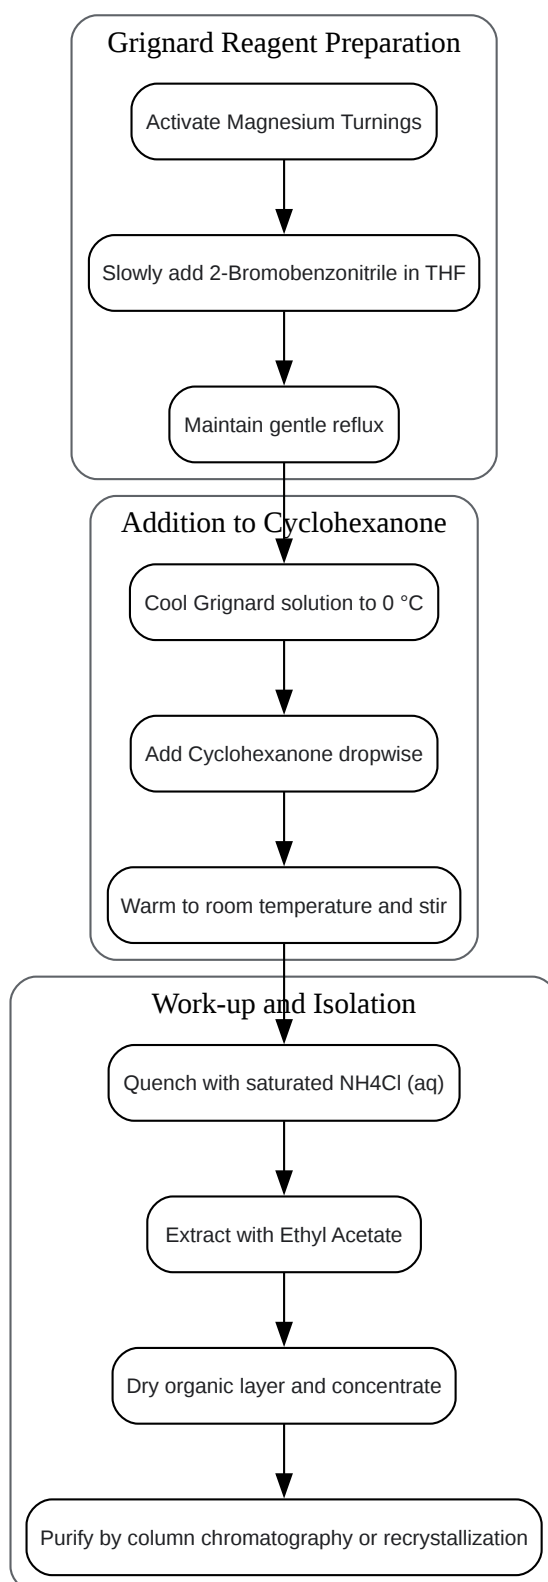 Grignard Reagent Preparation
Activate Magnesium Turnings
Slowly add 2-Bromobenzonitrile in THF
Maintain gentle reflux
Addition to Cyclohexanone
Cool Grignard solution to 0 °C
Add Cyclohexanone dropwise
Warm to room temperature and stir
Work-up and Isolation
Quench with saturated NH4Cl (aq)
Extract with Ethyl Acetate
Dry organic layer and concentrate
Purify by column chromatography or recrystallization